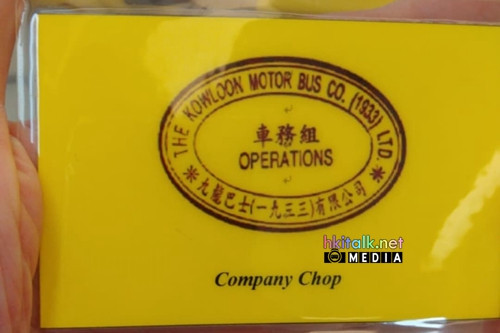 THE KOWLOON MOTOR BUS CO. (1933) LTD.
車務組
OPERATIONS
九龍巴士(一九三三)有限公司
hkitalk.net
MEDIA
Company Chop